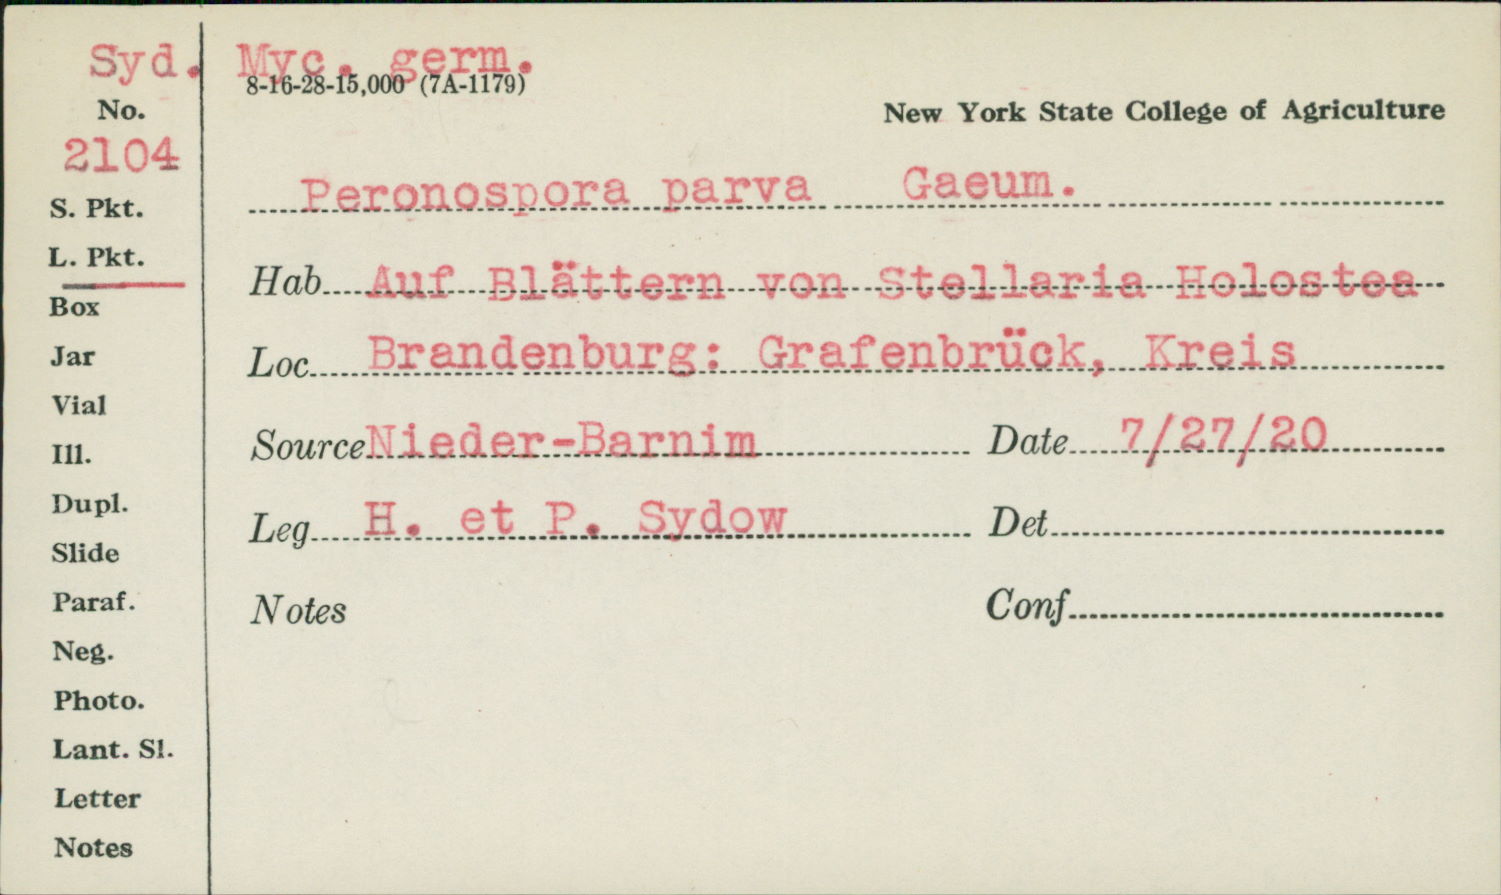 Syd. Myc. germ.
8-16-28-15,000 (7A-1179)
No.
New York State College of Agriculture
2104
Peronospora parva Gaeum.
S. Pkt.
L. Pkt.
Hab Auf Blättern von Stellaria Holostea
Box
Jar
Loc Brandenburg: Grafenbrück, Kreis
Vial
Ill.
Source Nieder-Barnim Date 7/27/20
Dupl.
Leg H. et P. Sydow Det
Slide
Paraf.
Notes Conf
Neg.
Photo.
Lant. Sl.
Letter
Notes